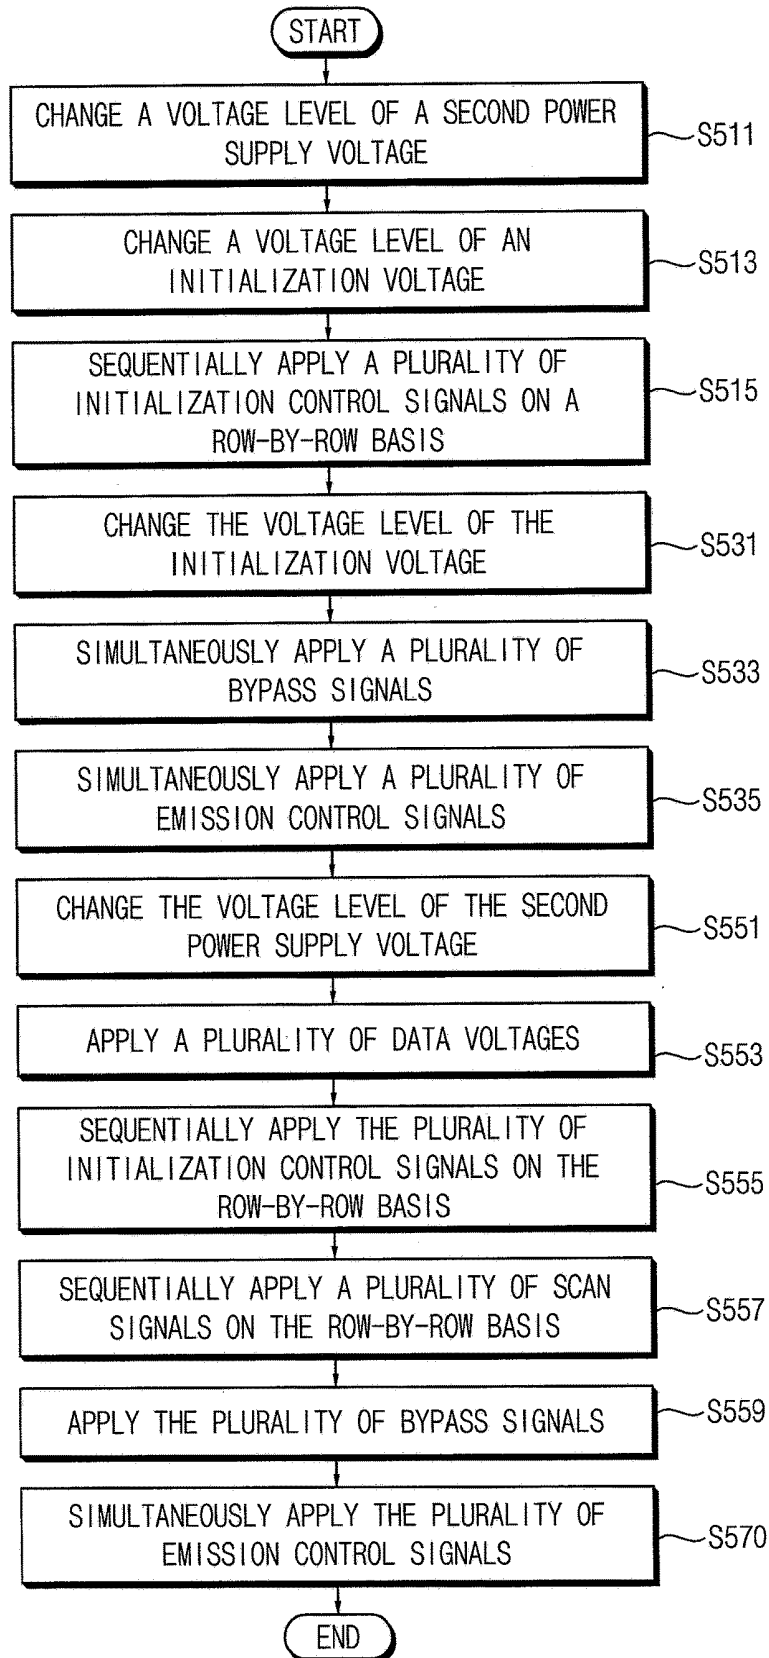 START
CHANGE A VOLTAGE LEVEL OF A SECOND POWER
SUPPLY VOLTAGE
S511
CHANGE A VOLTAGE LEVEL OF AN
INITIALIZATION VOLTAGE
S513
SEQUENTIALLY APPLY A PLURALITY OF
INITIALIZATION CONTROL SIGNALS ON A
ROW-BY-ROW BASIS
S515
CHANGE THE VOLTAGE LEVEL OF THE
INITIALIZATION VOLTAGE
S531
SIMULTANEOUSLY APPLY A PLURALITY OF
BYPASS SIGNALS
S533
SIMULTANEOUSLY APPLY A PLURALITY OF
EMISSION CONTROL SIGNALS
S535
CHANGE THE VOLTAGE LEVEL OF THE SECOND
POWER SUPPLY VOLTAGE
S551
APPLY A PLURALITY OF DATA VOLTAGES
S553
SEQUENTIALLY APPLY THE PLURALITY OF
INITIALIZATION CONTROL SIGNALS ON THE
ROW-BY-ROW BASIS
S555
SEQUENTIALLY APPLY A PLURALITY OF SCAN
SIGNALS ON THE ROW-BY-ROW BASIS
S557
APPLY THE PLURALITY OF BYPASS SIGNALS
S559
SIMULTANEOUSLY APPLY THE PLURALITY OF
EMISSION CONTROL SIGNALS
S570
END